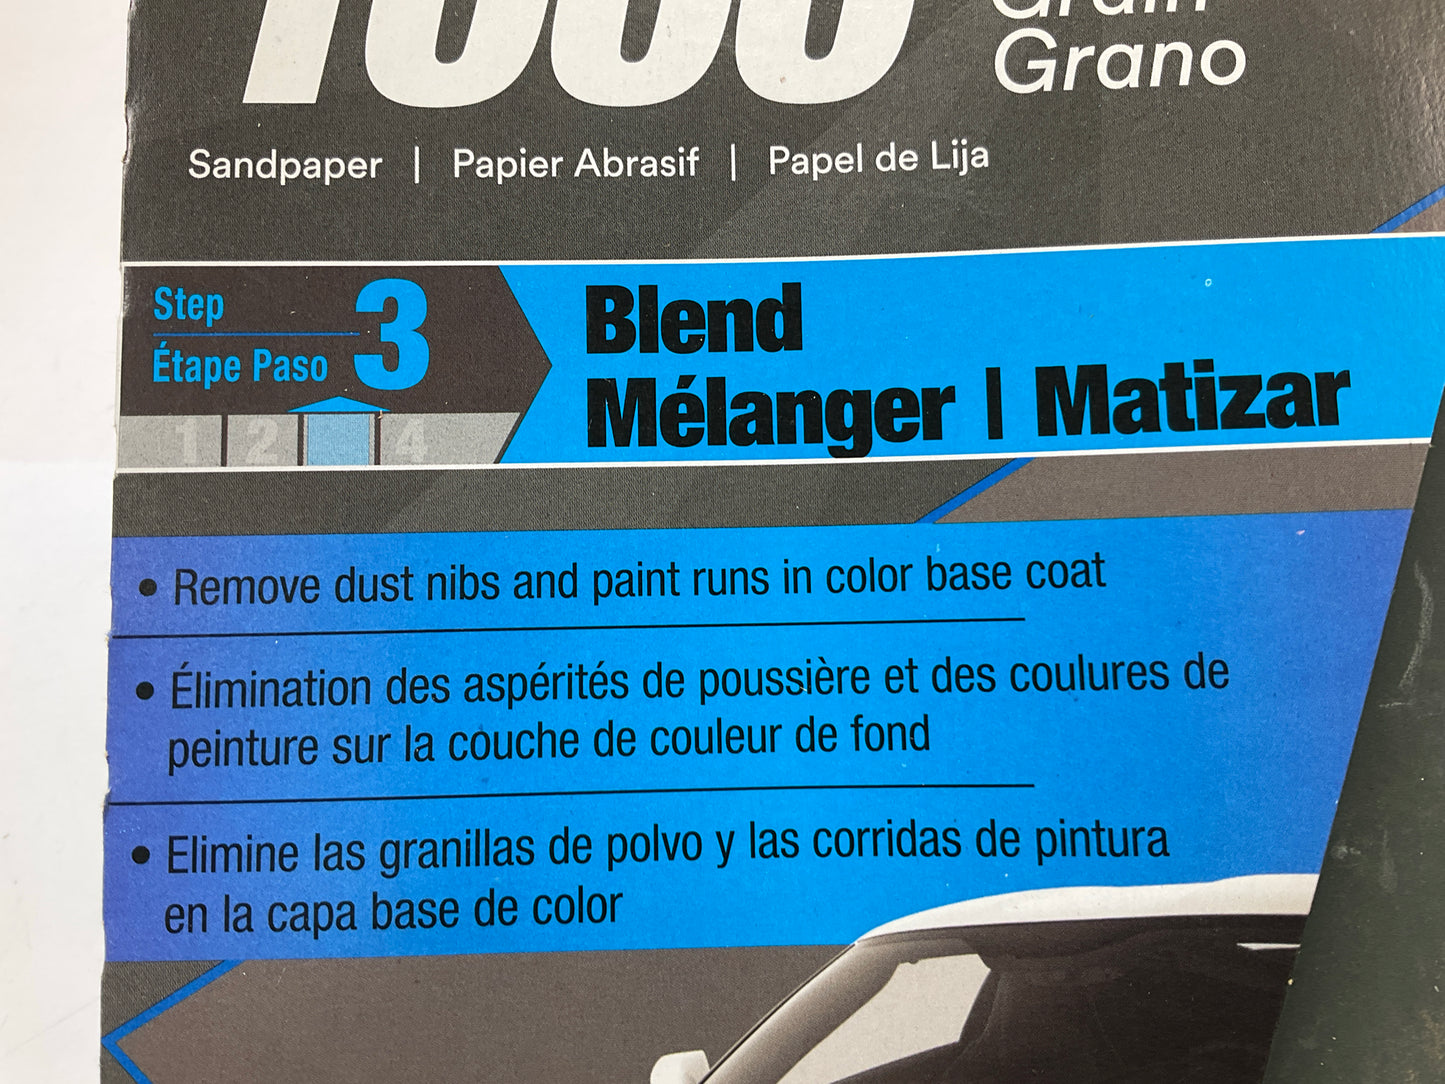 1000
Grain
Grano
Sandpaper | Papier Abrasif | Papel de Lija
Step
Étape Paso
3
1 2 4
Blend
Mélanger | Matizar
• Remove dust nibs and paint runs in color base coat
• Élimination des aspérités de poussière et des coulures de
peinture sur la couche de couleur de fond
• Elimine las granillas de polvo y las corridas de pintura
en la capa base de color